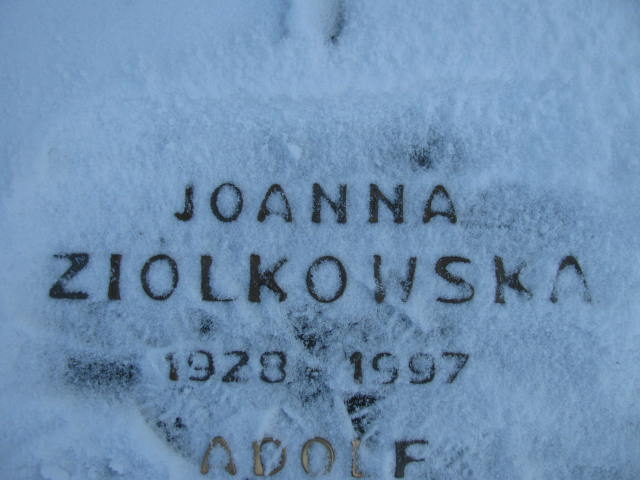 JOANNA
ZIOLKOWSKA
1928 - 1997
ADOLF